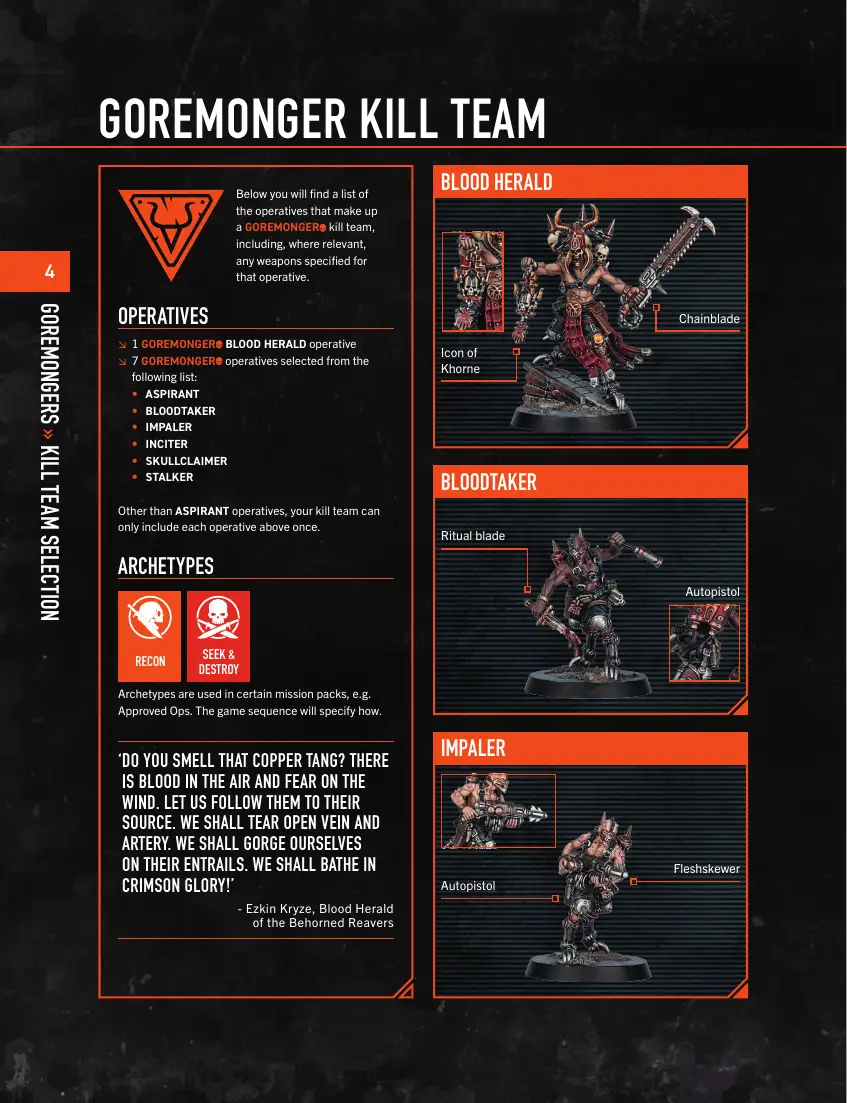 GOREMONGER KILL TEAM
4
GOREMONGERS » KILL TEAM SELECTION
Below you will find a list of
the operatives that make up
a GOREMONGER kill team,
including, where relevant,
any weapons specified for
that operative.
OPERATIVES
1 GOREMONGER BLOOD HERALD operative
7 GOREMONGER operatives selected from the
following list:
• ASPIRANT
• BLOODTAKER
• IMPALER
• INCITER
• SKULLCLAIMER
• STALKER
Other than ASPIRANT operatives, your kill team can
only include each operative above once.
ARCHETYPES
RECON
SEEK &
DESTROY
Archetypes are used in certain mission packs, e.g.
Approved Ops. The game sequence will specify how.
‘DO YOU SMELL THAT COPPER TANG? THERE
IS BLOOD IN THE AIR AND FEAR ON THE
WIND. LET US FOLLOW THEM TO THEIR
SOURCE. WE SHALL TEAR OPEN VEIN AND
ARTERY. WE SHALL GORGE OURSELVES
ON THEIR ENTRAILS. WE SHALL BATHE IN
CRIMSON GLORY!’
- Ezkin Kryze, Blood Herald
of the Behorned Reavers
BLOOD HERALD
Chainblade
Icon of
Khorne
BLOODTAKER
Ritual blade
Autopistol
IMPALER
Fleshskewer
Autopistol